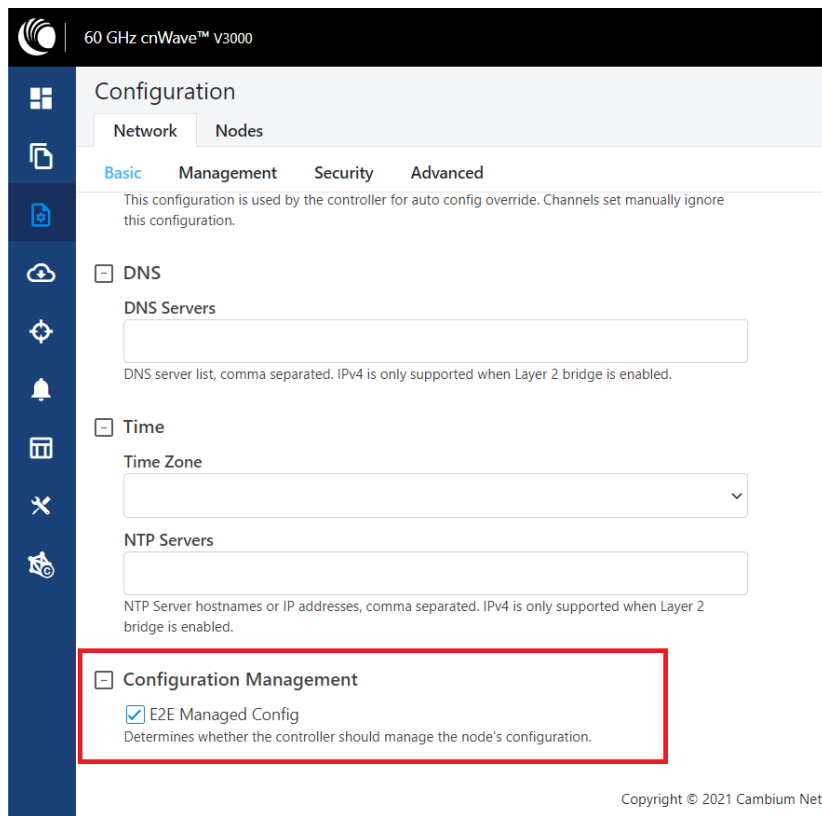 60 GHz cnWave™ V3000
Configuration
Network Nodes
Basic Management Security Advanced
This configuration is used by the controller for auto config override. Channels set manually ignore
this configuration.
DNS
DNS Servers
DNS server list, comma separated. IPv4 is only supported when Layer 2 bridge is enabled.
Time
Time Zone
NTP Servers
NTP Server hostnames or IP addresses, comma separated. IPv4 is only supported when Layer 2
bridge is enabled.
Configuration Management
E2E Managed Config
Determines whether the controller should manage the node's configuration.
Copyright © 2021 Cambium Net